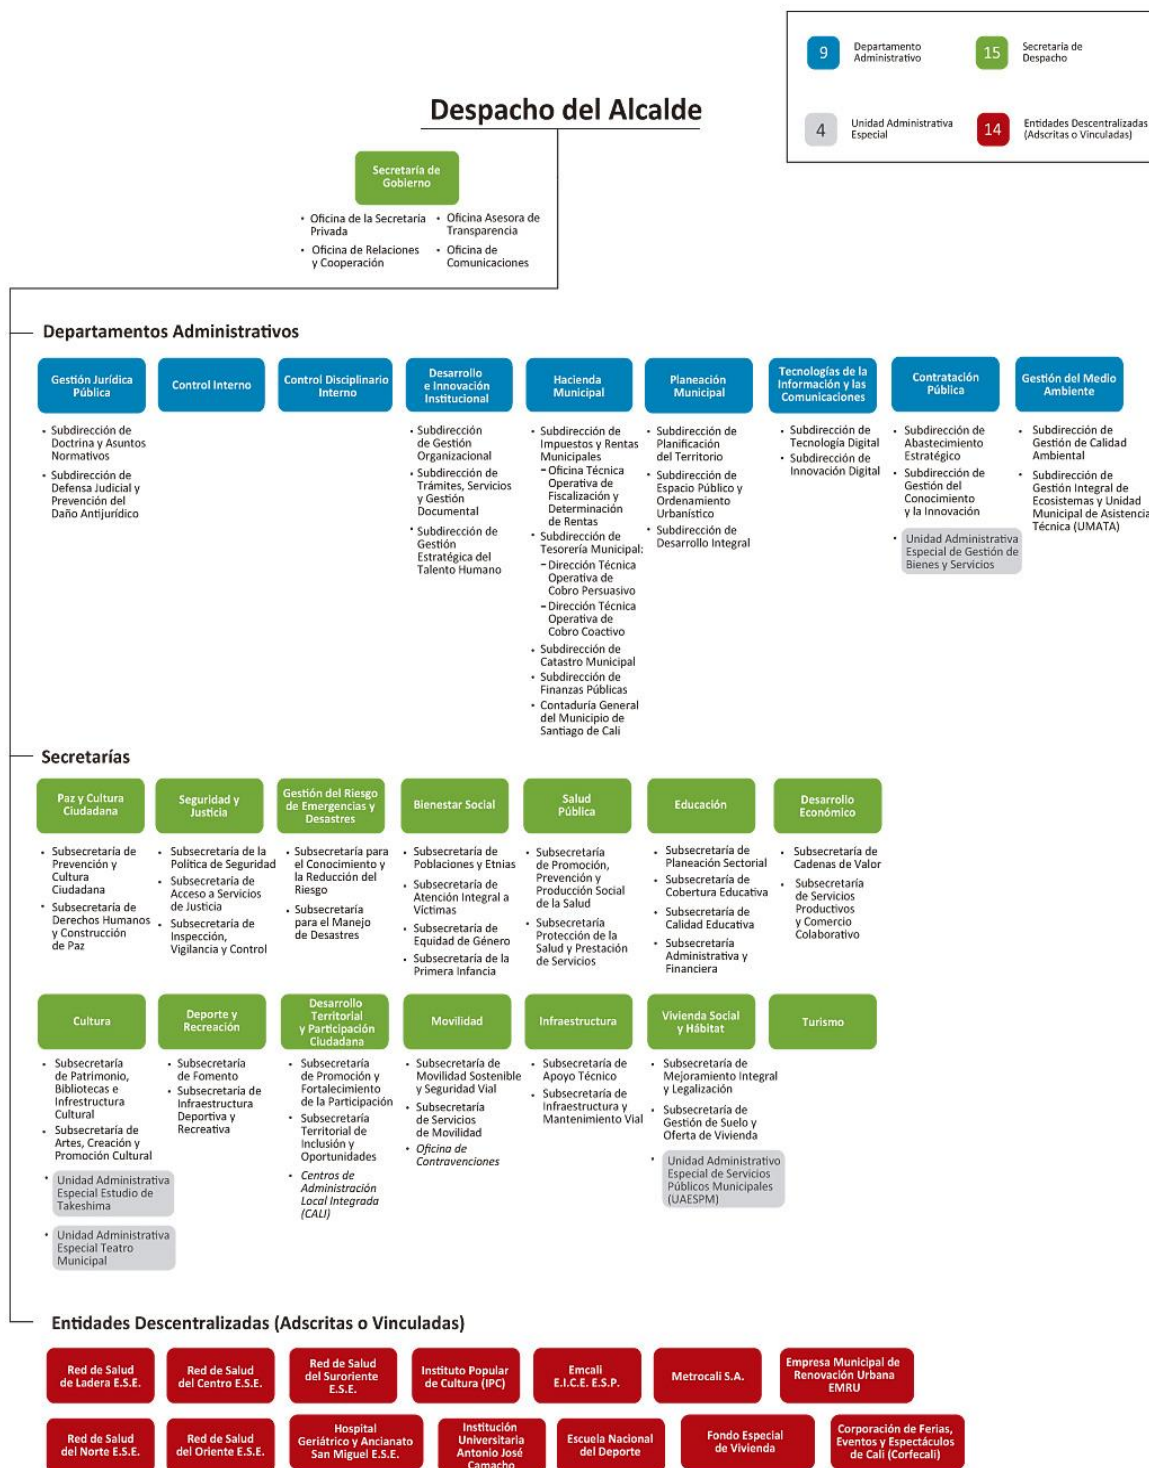 9
Departamento
Administrativo
15
Secretaría de
Despacho
4
Unidad Administrativa
Especial
14
Entidades Descentralizadas
(Adscritas o Vinculadas)
Despacho del Alcalde
Secretaría de
Gobierno
• Oficina de la Secretaria
Privada
• Oficina Asesora de
Transparencia
• Oficina de Relaciones
y Cooperación
• Oficina de
Comunicaciones
Departamentos Administrativos
Gestión Jurídica
Pública
• Subdirección de
Doctrina y Asuntos
Normativos
• Subdirección de
Defensa Judicial y
Prevención del
Daño Antijurídico
Control Interno
Control Disciplinario
Interno
Desarrollo
e Innovación
Institucional
• Subdirección
de Gestión
Organizacional
• Subdirección de
Trámites, Servicios
y Gestión
Documental
• Subdirección de
Gestión
Estratégica del
Talento Humano
Hacienda
Municipal
• Subdirección de
Impuestos y Rentas
Municipales
– Oficina Técnica
Operativa de
Fiscalización y
Determinación
de Rentas
• Subdirección de
Tesorería Municipal:
– Dirección Técnica
Operativa de
Cobro Persuasivo
– Dirección Técnica
Operativa de
Cobro Coactivo
• Subdirección de
Catastro Municipal
• Subdirección de
Finanzas Públicas
• Contaduría General
del Municipio de
Santiago de Cali
Planeación
Municipal
• Subdirección de
Planificación
del Territorio
• Subdirección de
Espacio Público y
Ordenamiento
Urbanístico
• Subdirección de
Desarrollo Integral
Tecnologías de la
Información y las
Comunicaciones
• Subdirección de
Tecnología Digital
• Subdirección de
Innovación Digital
Contratación
Pública
• Subdirección de
Abastecimiento
Estratégico
• Subdirección de
Gestión del
Conocimiento
y la Innovación
• Unidad Administrativa
Especial de Gestión de
Bienes y Servicios
Gestión del Medio
Ambiente
• Subdirección de
Gestión de Calidad
Ambiental
• Subdirección de
Gestión Integral de
Ecosistemas y Unidad
Municipal de Asistencia
Técnica (UMATA)
Secretarías
Paz y Cultura
Ciudadana
• Subsecretaría de
Prevención y
Cultura
Ciudadana
• Subsecretaría de
Derechos Humanos
y Construcción
de Paz
Seguridad y
Justicia
• Subsecretaría de la
Política de Seguridad
• Subsecretaria de
Acceso a Servicios
de Justicia
• Subsecretaría de
Inspección,
Vigilancia y Control
Gestión del Riesgo
de Emergencias y
Desastres
• Subsecretaría para
el Conocimiento y
la Reducción del
Riesgo
• Subsecretaría
para el Manejo
de Desastres
Bienestar Social
• Subsecretaría de
Poblaciones y Etnias
• Subsecretaría de
Atención Integral a
Víctimas
• Subsecretaría de
Equidad de Género
• Subsecretaría de la
Primera Infancia
Salud
Pública
• Subsecretaría
de Promoción,
Prevención y
Producción Social
de la Salud
• Subsecretaría
Protección de la
Salud y Prestación
de Servicios
Educación
• Subsecretaría de
Planeación Sectorial
• Subsecretaría de
Cobertura Educativa
• Subsecretaría de
Calidad Educativa
• Subsecretaría
Administrativa y
Financiera
Desarrollo
Económico
• Subsecretaría de
Cadenas de Valor
• Subsecretaría
de Servicios
Productivos
y Comercio
Colaborativo
Cultura
• Subsecretaría
de Patrimonio,
Bibliotecas e
Infrestructura
Cultural
• Subsecretaría de
Artes, Creación y
Promoción Cultural
• Unidad Administrativa
Especial Estudio de
Takeshima
• Unidad Administrativa
Especial Teatro
Municipal
Deporte y
Recreación
• Subsecretaría
de Fomento
• Subsecretaría de
Infraestructura
Deportiva y
Recreativa
Desarrollo
Territorial
y Participación
Ciudadana
• Subsecretaría
de Promoción y
Fortalecimiento
de la Participación
• Subsecretaría
Territorial de
Inclusión y
Oportunidades
• Centros de
Administración
Local Integrada
(CALI)
Movilidad
• Subsecretaría de
Movilidad Sostenible
y Seguridad Vial
• Subsecretaría
de Servicios
de Movilidad
• Oficina de
Contravenciones
Infraestructura
• Subsecretaría de
Apoyo Técnico
• Subsecretaría de
Infraestructura y
Mantenimiento Vial
Vivienda Social
y Hábitat
• Subsecretaría de
Mejoramiento Integral
y Legalización
• Subsecretaría de
Gestión de Suelo y
Oferta de Vivienda
• Unidad Administrativo
Especial de Servicios
Públicos Municipales
(UAESPM)
Turismo
Entidades Descentralizadas (Adscritas o Vinculadas)
Red de Salud
de Ladera E.S.E.
Red de Salud
del Centro E.S.E.
Red de Salud
del Suroriente
E.S.E.
Instituto Popular
de Cultura (IPC)
Emcali
E.I.C.E. E.S.P.
Metrocali S.A.
Empresa Municipal de
Renovación Urbana
EMRU
Red de Salud
del Norte E.S.E.
Red de Salud
del Oriente E.S.E.
Hospital
Geriátrico y Ancianato
San Miguel E.S.E.
Institución
Universitaria
Antonio José
Camacho
Escuela Nacional
del Deporte
Fondo Especial
de Vivienda
Corporación de Ferias,
Eventos y Espectáculos
de Cali (Corfecali)